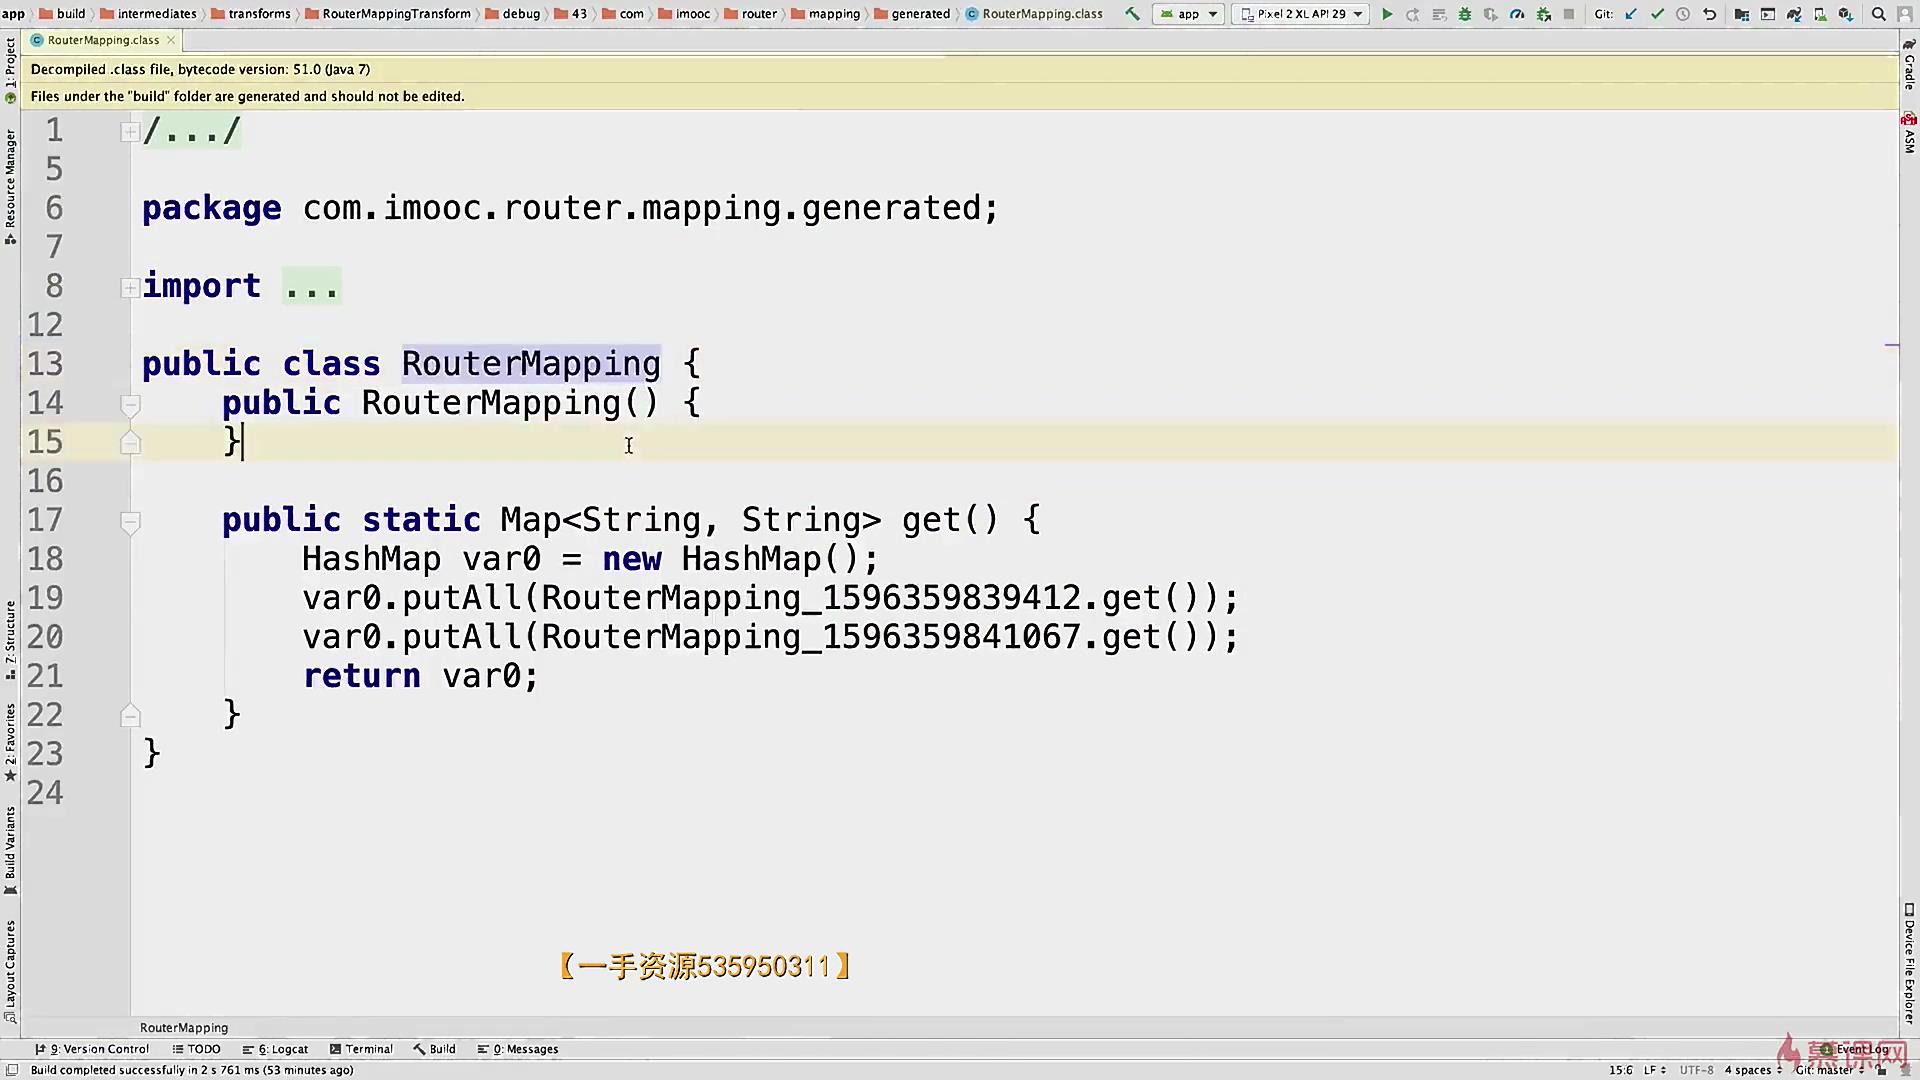 app build intermediates transforms RouterMappingTransform debug 43 com imooc router mapping generated RouterMapping.class app Pixel 2 XL API 29 Git:
RouterMapping.class
Decompiled .class file, bytecode version: 51.0 (Java 7)
Files under the "build" folder are generated and should not be edited.
1 /.../
5
6 package com.imooc.router.mapping.generated;
7
8 import ...
12
13 public class RouterMapping {
14 public RouterMapping() {
15 }
16
17 public static Map<String, String> get() {
18 HashMap var0 = new HashMap();
19 var0.putAll(RouterMapping_1596359839412.get());
20 var0.putAll(RouterMapping_1596359841067.get());
21 return var0;
22 }
23 }
24
1: Project
Resource Manager
7: Structure
2: Favorites
Build Variants
Layout Captures
Gradle
ASM
Device File Explorer
【一手资源535950311】
RouterMapping
9: Version Control TODO 6: Logcat Terminal Build 0: Messages Event Log
慕课网
Build completed successfully in 2 s 761 ms (53 minutes ago) 15:6 LF UTF-8 4 spaces Git: master